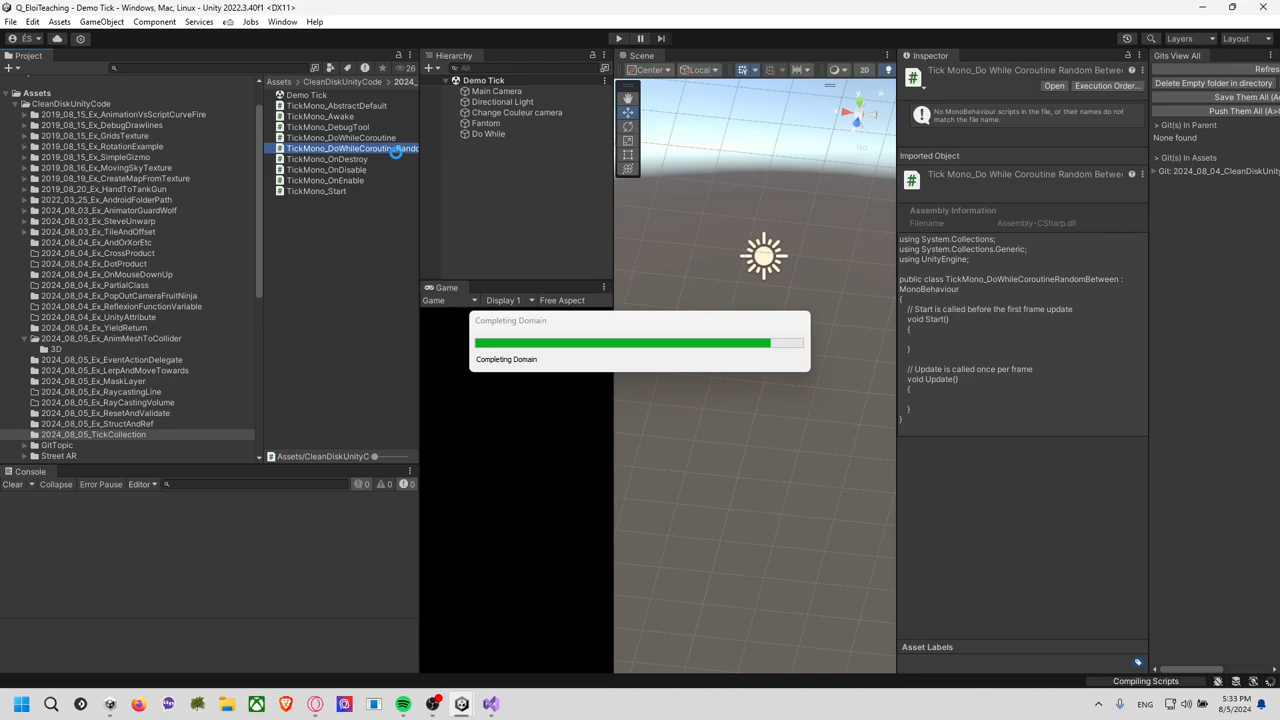 Q_EloiTeaching - Demo Tick - Windows, Mac, Linux - Unity 2022.3.40f1 <DX11>
File Edit Assets GameObject Component Services Jobs Window Help
ÉS Layers Layout
Project
26
Assets
CleanDiskUnityCode
2019_08_15_Ex_AnimationVsScriptCurveFire
2019_08_15_Ex_DebugDrawlines
2019_08_15_Ex_GridsTexture
2019_08_15_Ex_RotationExample
2019_08_15_Ex_SimpleGizmo
2019_08_16_Ex_MovingSkyTexture
2019_08_19_Ex_CreateMapFromTexture
2019_08_20_Ex_HandToTankGun
2022_03_25_Ex_AndroidFolderPath
2024_08_03_Ex_AnimatorGuardWolf
2024_08_03_Ex_SteveUnwarp
2024_08_03_Ex_TileAndOffset
2024_08_04_Ex_AndOrXorEtc
2024_08_04_Ex_CrossProduct
2024_08_04_Ex_DotProduct
2024_08_04_Ex_OnMouseDownUp
2024_08_04_Ex_PartialClass
2024_08_04_Ex_PopOutCameraFruitNinja
2024_08_04_Ex_ReflexionFunctionVariable
2024_08_04_Ex_UnityAttribute
2024_08_04_Ex_YieldReturn
2024_08_05_Ex_AnimMeshToCollider
3D
2024_08_05_Ex_EventActionDelegate
2024_08_05_Ex_LerpAndMoveTowards
2024_08_05_Ex_MaskLayer
2024_08_05_Ex_RaycastingLine
2024_08_05_Ex_RayCastingVolume
2024_08_05_Ex_ResetAndValidate
2024_08_05_Ex_StructAndRef
2024_08_05_TickCollection
GitTopic
Street AR
Assets > CleanDiskUnityCode > 2024_
Demo Tick
TickMono_AbstractDefault
TickMono_Awake
TickMono_DebugTool
TickMono_DoWhileCoroutine
TickMono_DoWhileCoroutineRando
TickMono_OnDestroy
TickMono_OnDisable
TickMono_OnEnable
TickMono_Start
Assets/CleanDiskUnityC
Hierarchy
All
Demo Tick
Main Camera
Directional Light
Change Couleur camera
Fantom
Do While
Game
Game Display 1 Free Aspect
Scene
Center Local 2D
Iso
Completing Domain
Completing Domain
Inspector
Tick Mono_Do While Coroutine Random Betwee
Open Execution Order...
No MonoBehaviour scripts in the file, or their names do not
match the file name.
Imported Object
Tick Mono_Do While Coroutine Random Betwee
Assembly Information
Filename Assembly-CSharp.dll
using System.Collections;
using System.Collections.Generic;
using UnityEngine;
public class TickMono_DoWhileCoroutineRandomBetween :
MonoBehaviour
{
// Start is called before the first frame update
void Start()
{
}
// Update is called once per frame
void Update()
{
}
}
Asset Labels
Gits View All
Refres
Delete Empty folder in directory
Save Them All (A
Push Them All (A>
Git(s) In Parent
None found
Git(s) In Assets
Git: 2024_08_04_CleanDiskUnit
Console
Clear Collapse Error Pause Editor 0 0 0
Compiling Scripts
5:33 PM
8/5/2024